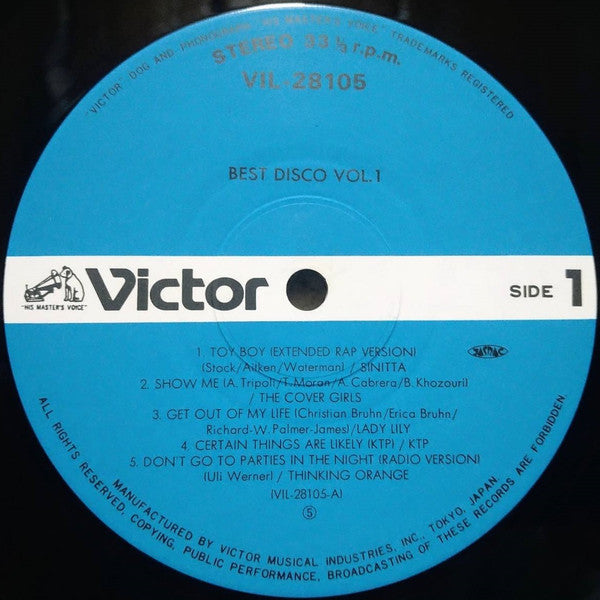 "VICTOR" DOG AND PHONOGRAPH "HIS MASTER'S VOICE" TRADEMARKS REGISTERED
STEREO 33 ⅓ r.p.m.
VIL-28105
BEST DISCO VOL.1
"HIS MASTER'S VOICE"
Victor
SIDE 1
1. TOY BOY (EXTENDED RAP VERSION)
(Stock/Aitken/Waterman) / SINITTA
2. SHOW ME (A. Tripoli/T. Moran/A. Cabrera/B. Khozouri)
/ THE COVER GIRLS
3. GET OUT OF MY LIFE (Christian Bruhn/Erica Bruhn/
Richard-W. Palmer-James)/LADY LILY
4. CERTAIN THINGS ARE LIKELY (KTP) / KTP
5. DON'T GO TO PARTIES IN THE NIGHT (RADIO VERSION)
(Uli Werner) / THINKING ORANGE
(VIL-28105-A)
⑤
JASRAC
MANUFACTURED BY VICTOR MUSICAL INDUSTRIES, INC., TOKYO, JAPAN.
ALL RIGHTS RESERVED, COPYING, PUBLIC PERFORMANCE, BROADCASTING OF THESE RECORDS ARE FORBIDDEN